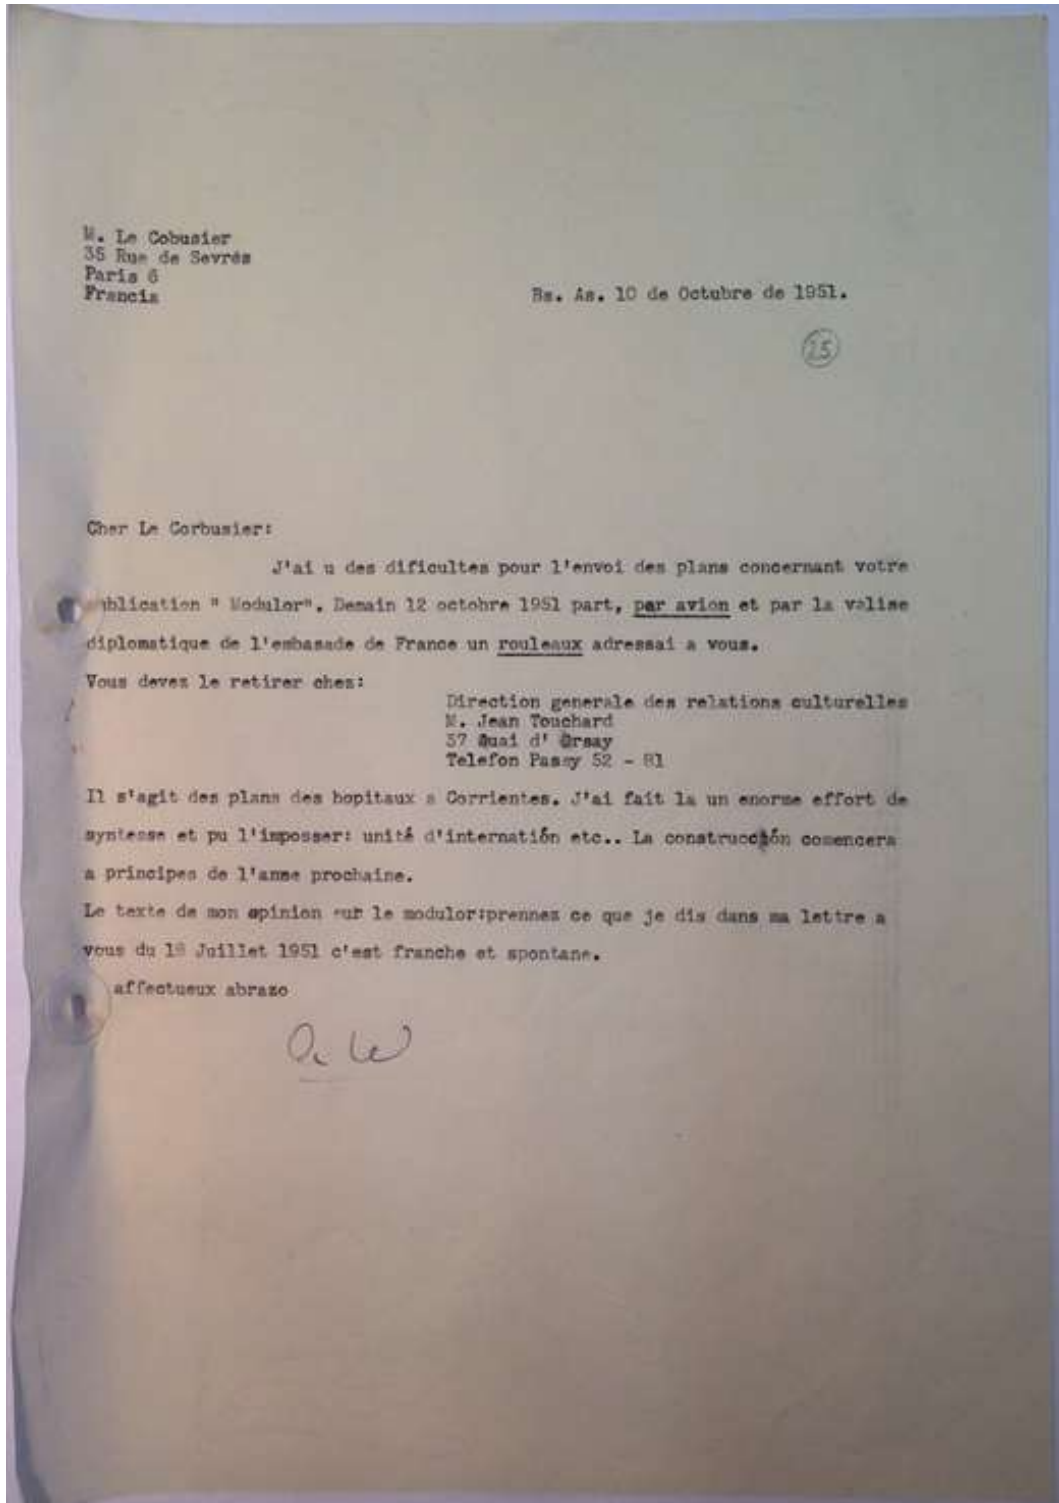 M. Le Cobusier
35 Rue de Sevrés
Paris 6
Francia
Bs. As. 10 de Octubre de 1951.
25
Cher Le Corbusier:
J'ai u des dificultes pour l'envoi des plans concernant votre
publication " Modulor". Demain 12 octobre 1951 part, par avion et par la valise
diplomatique de l'embasade de France un rouleaux adressai a vous.
Vous devez le retirer chez:
Direction generale des relations culturelles
M. Jean Touchard
37 Quai d' Orsay
Telefon Passy 52 - 81
Il s'agit des plans des hopitaux a Corrientes. J'ai fait la un enorme effort de
syntesse et pu l'imposser: unité d'internatión etc.. La construcción comencera
a principes de l'anne prochaine.
Le texte de mon opinion sur le modulor:prennez ce que je dis dans ma lettre a
vous du Juillet 1951 c'est franche et spontane.
affectueux abrazo